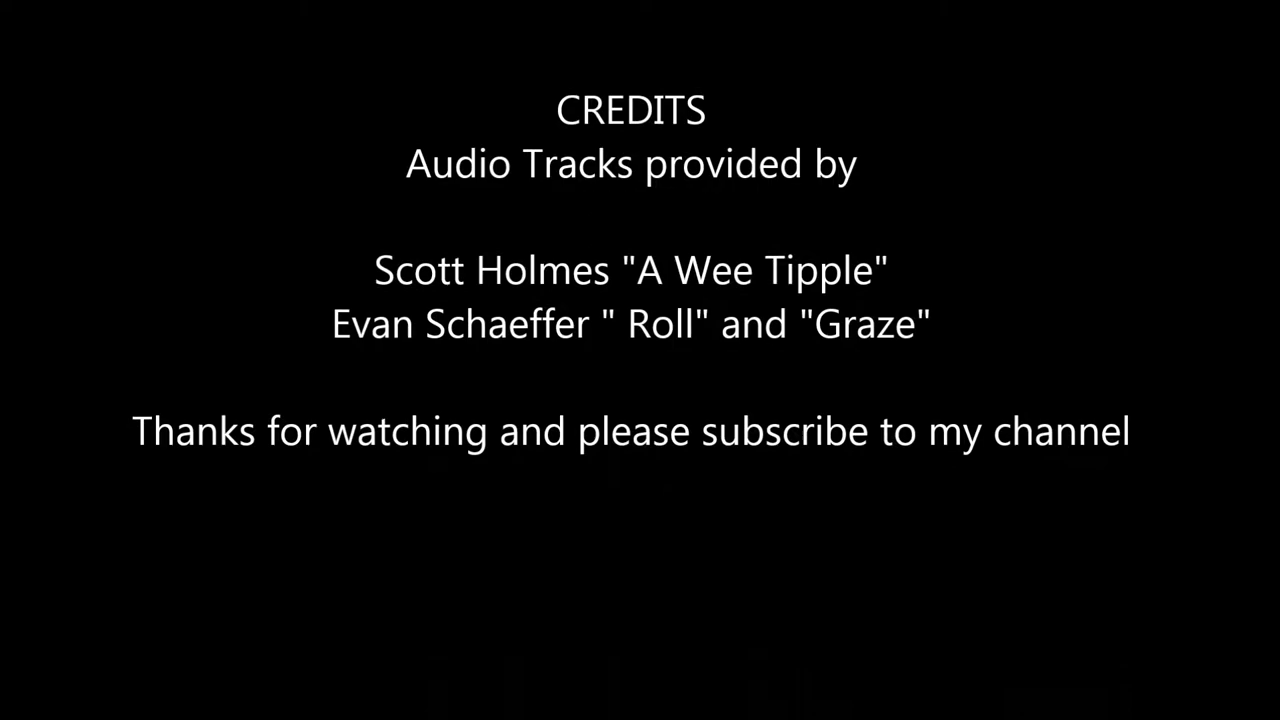 CREDITS
Audio Tracks provided by
Scott Holmes "A Wee Tipple"
Evan Schaeffer " Roll" and "Graze"
Thanks for watching and please subscribe to my channel